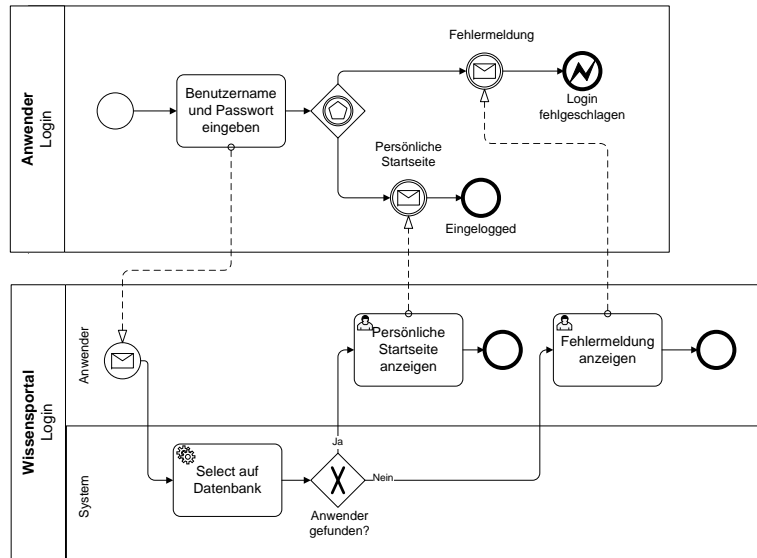 Anwender
Login
Benutzername
und Passwort
eingeben
Fehlermeldung
Login
fehlgeschlagen
Persönliche
Startseite
Eingelogged
Wissensportal
Login
Anwender
Persönliche
Startseite
anzeigen
Fehlermeldung
anzeigen
System
Select auf
Datenbank
Ja
Nein
Anwender
gefunden?